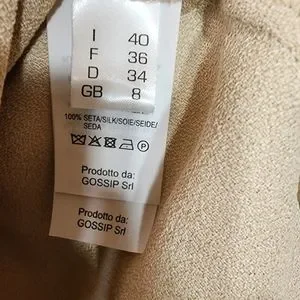 I 40
F 36
D 34
GB 8
100% SETA/SILK/SOIE/SEIDE/
SEDA
P
Prodotto da:
GOSSIP Srl
Prodotto da:
GOSSIP Srl